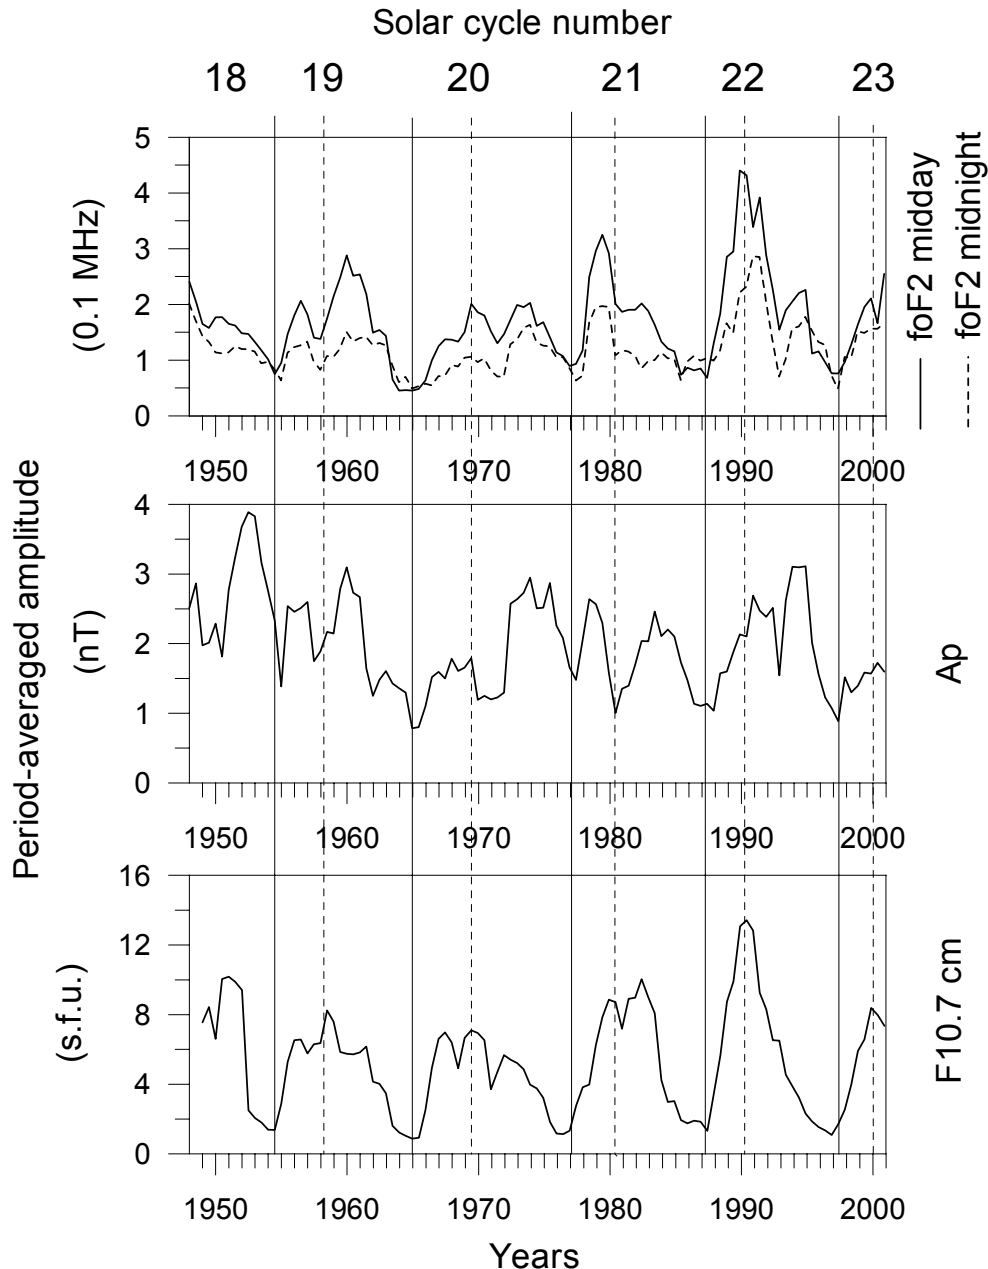 Solar cycle number
18 19 20 21 22 23
5
4
3
2
1
0
(0.1 MHz)
foF2 midday
foF2 midnight
1950 1960 1970 1980 1990 2000
Period-averaged amplitude
4
3
2
1
0
(nT)
Ap
1950 1960 1970 1980 1990 2000
16
12
8
4
0
(s.f.u.)
F10.7 cm
1950 1960 1970 1980 1990 2000
Years